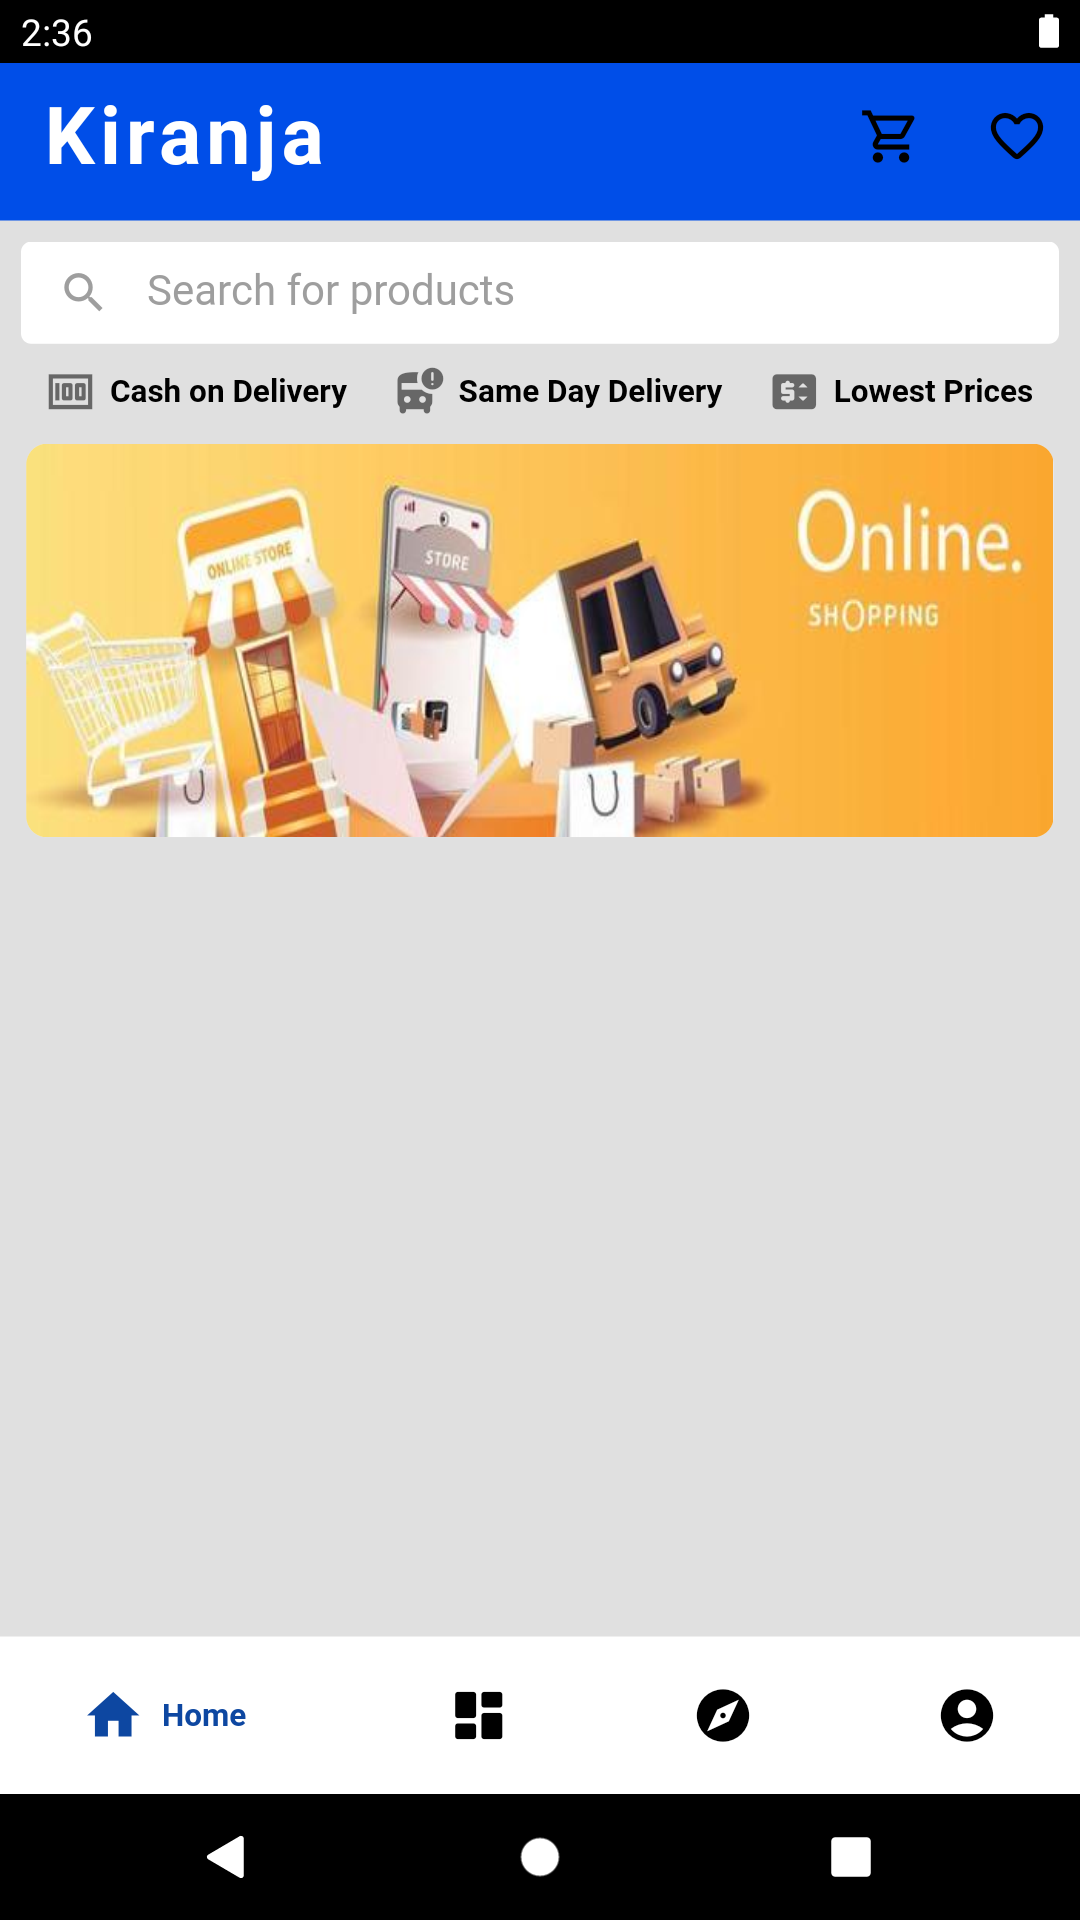 2:36
Kiranja
Search for products
Cash on Delivery
Same Day Delivery
Lowest Prices
Online.
SHOPPING
ONLINE STORE
STORE
Home